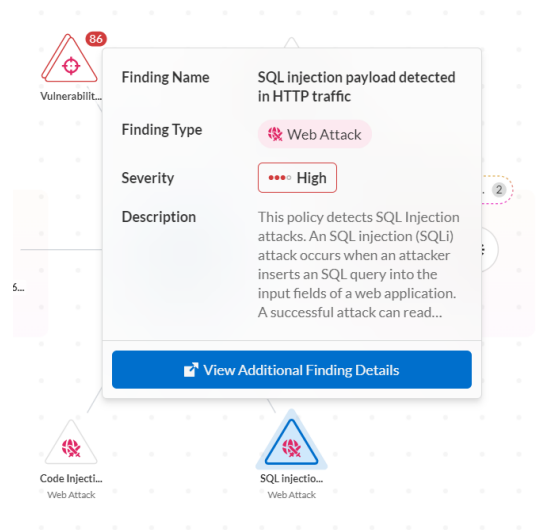 86
Vulnerabilit...
Finding Name
SQL injection payload detected
in HTTP traffic
Finding Type
Web Attack
Severity
High
Description
This policy detects SQL Injection
attacks. An SQL injection (SQLi)
attack occurs when an attacker
inserts an SQL query into the
input fields of a web application.
A successful attack can read...
View Additional Finding Details
2
6...
Code Injecti...
Web Attack
SQL injectio...
Web Attack